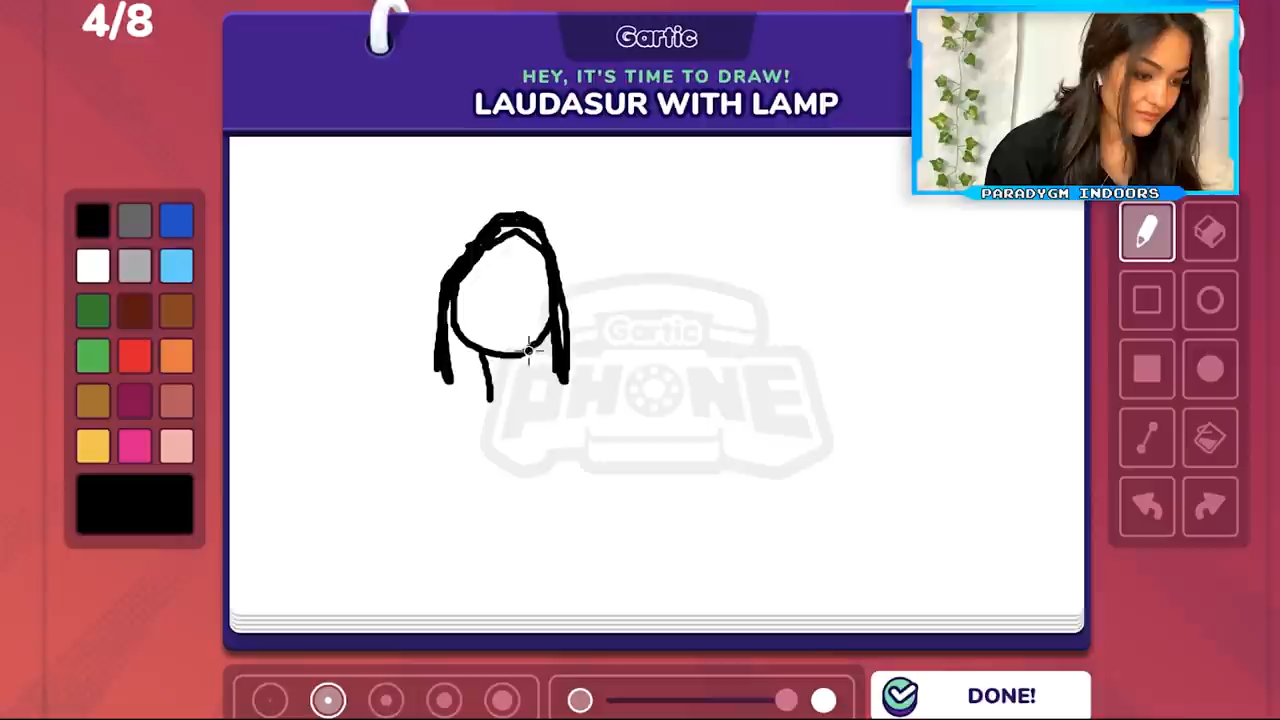 4/8
Gartic
HEY, IT'S TIME TO DRAW!
LAUDASUR WITH LAMP
PARADYGM INDOORS
Gartic
PHONE
DONE!